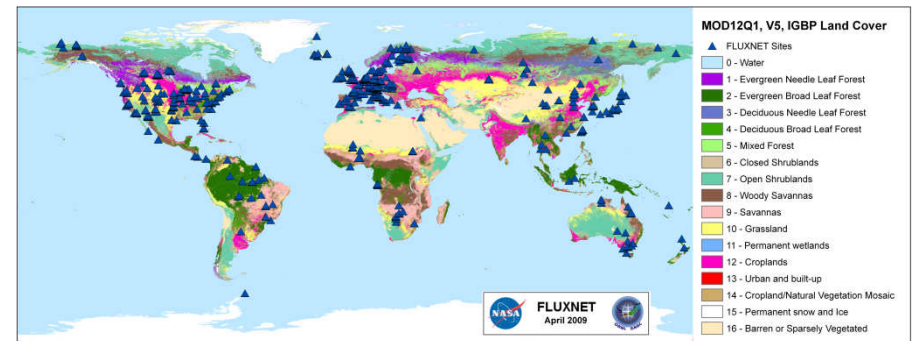 MOD12Q1, V5, IGBP Land Cover
FLUXNET Sites
0 - Water
1 - Evergreen Needle Leaf Forest
2 - Evergreen Broad Leaf Forest
3 - Deciduous Needle Leaf Forest
4 - Deciduous Broad Leaf Forest
5 - Mixed Forest
6 - Closed Shrublands
7 - Open Shrublands
8 - Woody Savannas
9 - Savannas
10 - Grassland
11 - Permanent wetlands
12 - Croplands
13 - Urban and built-up
14 - Cropland/Natural Vegetation Mosaic
15 - Permanent snow and Ice
16 - Barren or Sparsely Vegetated
NASA
FLUXNET
April 2009